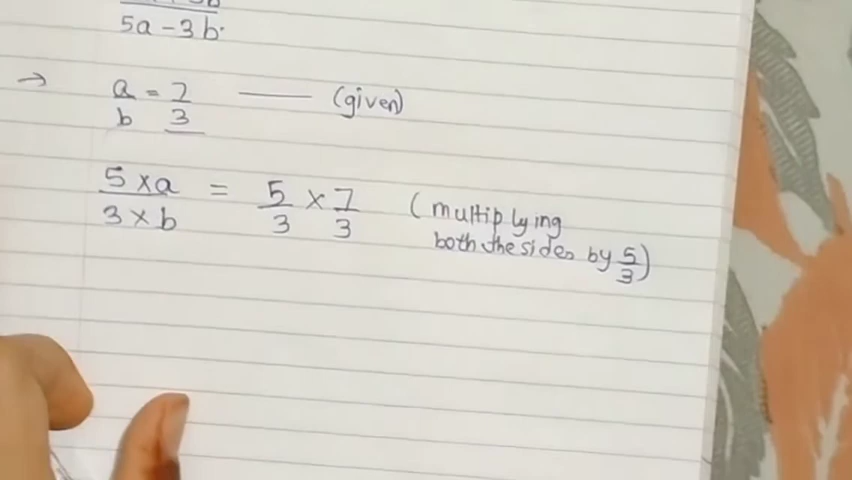 5a - 3b.
→ a/b = 7/3 —— (given)
5 × a / 3 × b = 5/3 × 7/3 (multiplying
both the sides by 5/3)